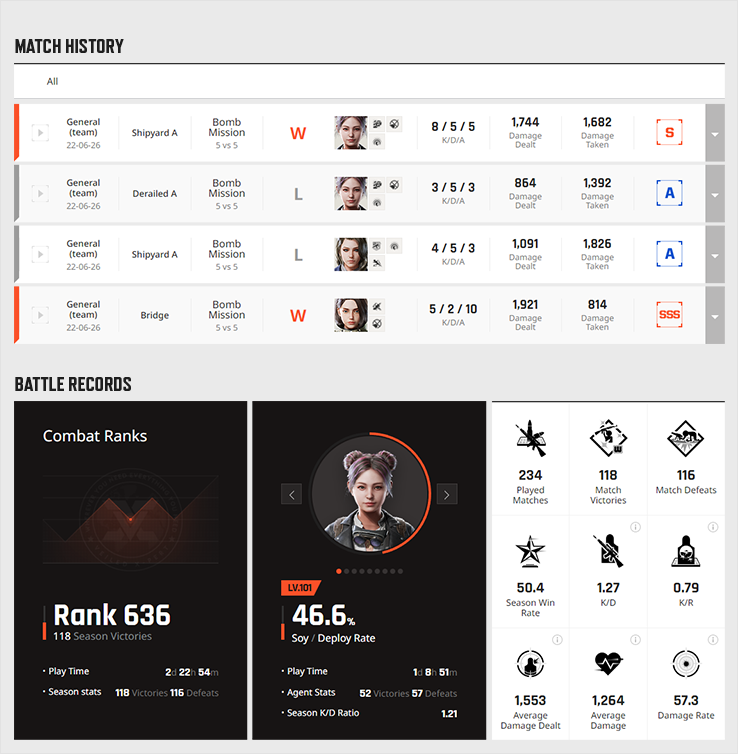 MATCH HISTORY
All
General
(team)
22-06-26
Shipyard A
Bomb
Mission
5 vs 5
W
8 / 5 / 5
K/D/A
1,744
Damage
Dealt
1,682
Damage
Taken
S
General
(team)
22-06-26
Derailed A
Bomb
Mission
5 vs 5
L
3 / 5 / 3
K/D/A
864
Damage
Dealt
1,392
Damage
Taken
A
General
(team)
22-06-26
Shipyard A
Bomb
Mission
5 vs 5
L
4 / 5 / 3
K/D/A
1,091
Damage
Dealt
1,826
Damage
Taken
A
General
(team)
22-06-26
Bridge
Bomb
Mission
5 vs 5
W
5 / 2 / 10
K/D/A
1,921
Damage
Dealt
814
Damage
Taken
SSS
BATTLE RECORDS
Combat Ranks
Rank 636
118 Season Victories
• Play Time 2d 22h 54m
• Season stats 118 Victories 116 Defeats
LV.101
46.6%
Soy / Deploy Rate
• Play Time 1d 8h 51m
• Agent Stats 52 Victories 57 Defeats
• Season K/D Ratio 1.21
234
Played
Matches
118
Match
Victories
116
Match Defeats
50.4
Season Win
Rate
1.27
K/D
0.79
K/R
1,553
Average
Damage Dealt
1,264
Average
Damage
57.3
Damage Rate